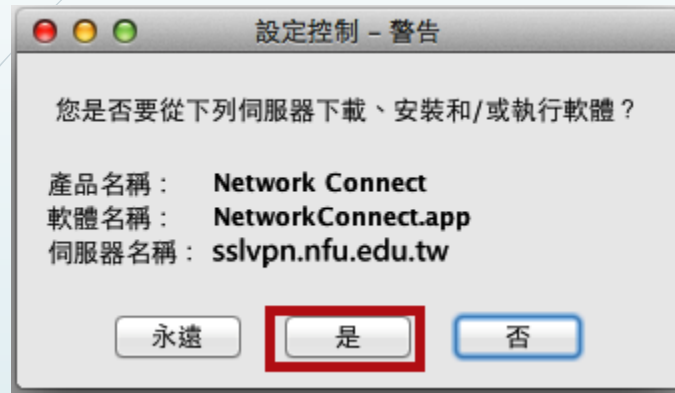 設定控制 – 警告
您是否要從下列伺服器下載、安裝和/或執行軟體？
產品名稱： Network Connect
軟體名稱： NetworkConnect.app
伺服器名稱： sslvpn.nfu.edu.tw
永遠 是 否